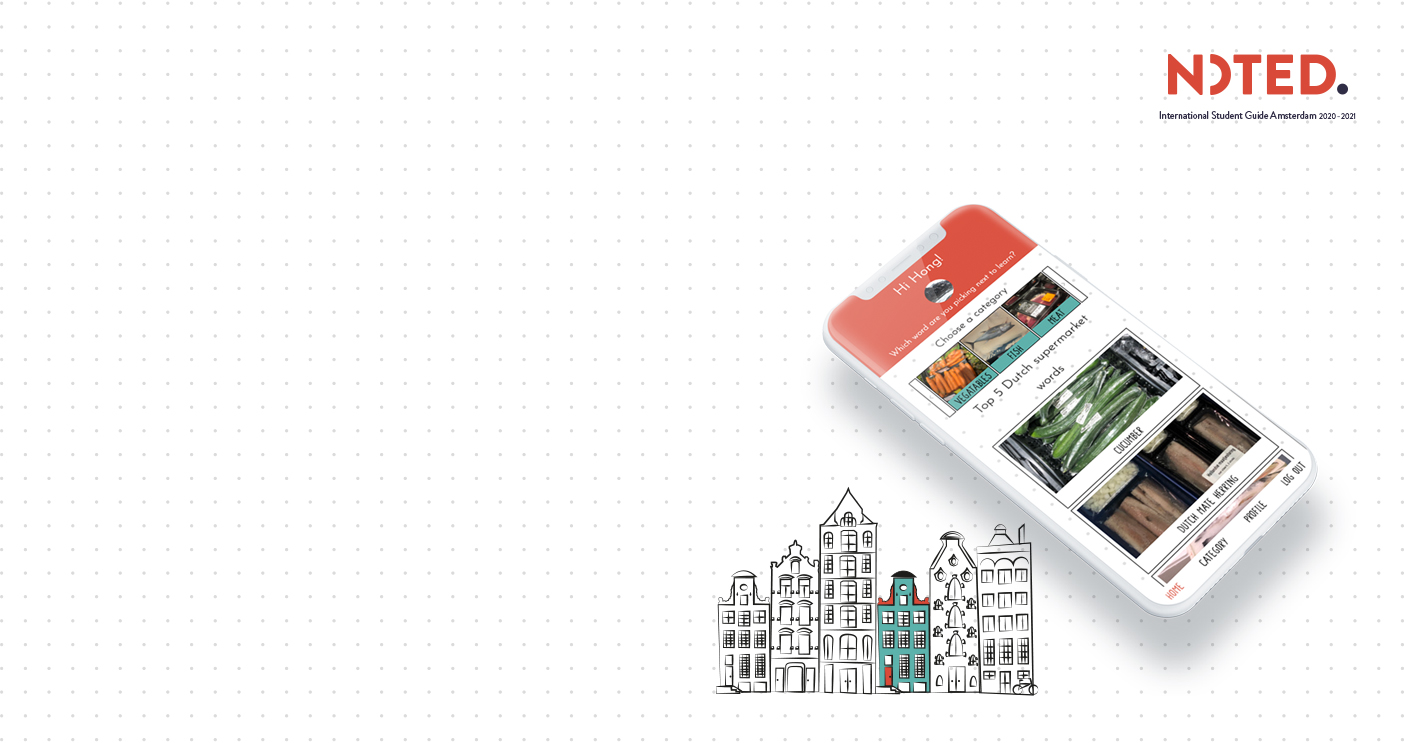 NOTED.
International Student Guide Amsterdam 2020-2021
Hi Hong!
Which word are you picking next to learn?
Choose a category
VEGATABLES
FISH
MEAT
Top 5 Dutch supermarket
words
CUCUMBER
DUTCH MATE HERRING
HOME
CATEGORY
PROFILE
LOG OUT